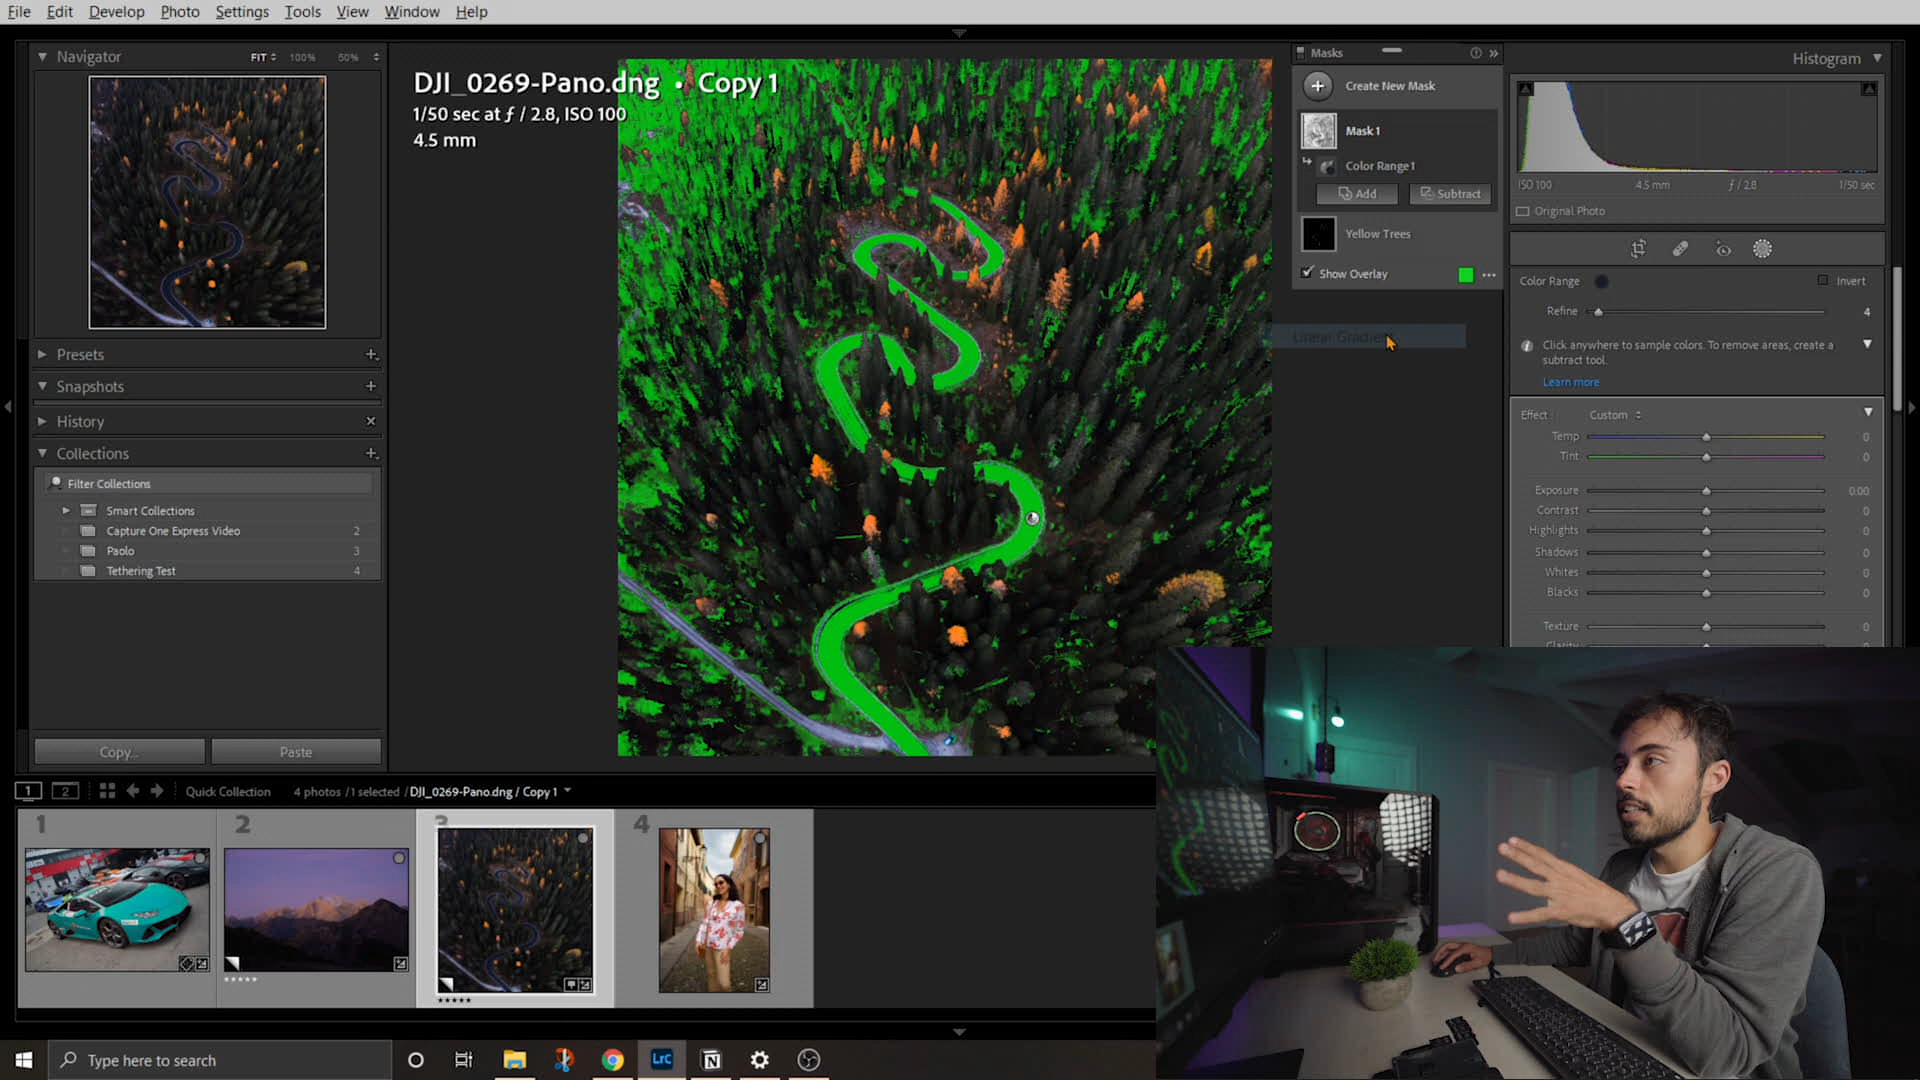 File Edit Develop Photo Settings Tools View Window Help
Navigator FIT 100% 50%
Presets
Snapshots
History
Collections
Filter Collections
Smart Collections
Capture One Express Video 2
Paolo 3
Tethering Test 4
Copy... Paste
DJI_0269-Pano.dng • Copy 1
1/50 sec at ƒ / 2.8, ISO 100
4.5 mm
Masks
Create New Mask
Mask 1
Color Range 1
Add Subtract
Yellow Trees
Show Overlay
Linear Gradient
Histogram
ISO 100 4.5 mm ƒ / 2.8 1/50 sec
Original Photo
Color Range Invert
Refine 4
Click anywhere to sample colors. To remove areas, create a
subtract tool.
Learn more
Effect: Custom
Temp 0
Tint 0
Exposure 0.00
Contrast 0
Highlights 0
Shadows 0
Whites 0
Blacks 0
Texture 0
Clarity
1 2 Quick Collection 4 photos / 1 selected / DJI_0269-Pano.dng / Copy 1
1 2 3 4
Type here to search
LrC
N